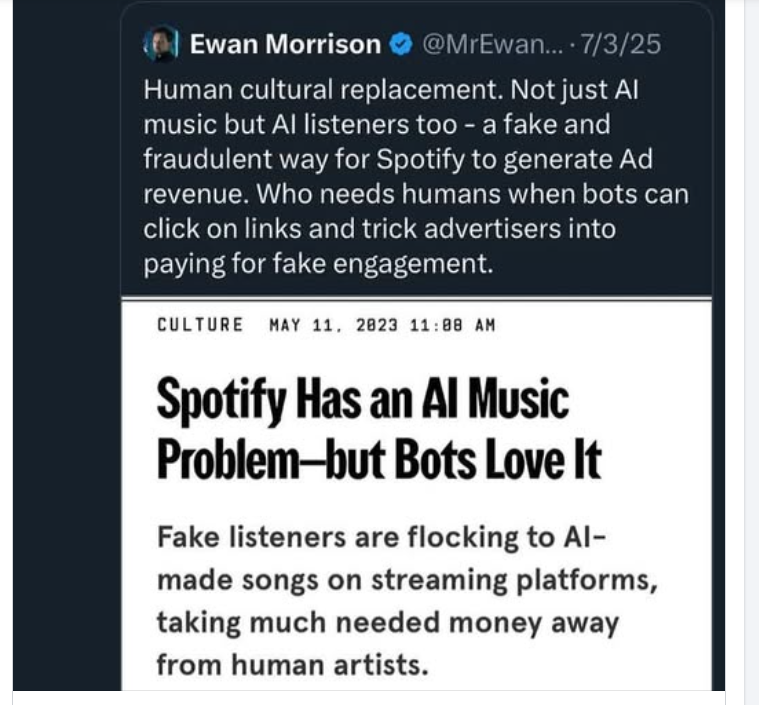 Ewan Morrison @MrEwan... · 7/3/25
Human cultural replacement. Not just AI
music but AI listeners too - a fake and
fraudulent way for Spotify to generate Ad
revenue. Who needs humans when bots can
click on links and trick advertisers into
paying for fake engagement.
CULTURE MAY 11, 2023 11:08 AM
Spotify Has an AI Music
Problem—but Bots Love It
Fake listeners are flocking to AI-
made songs on streaming platforms,
taking much needed money away
from human artists.